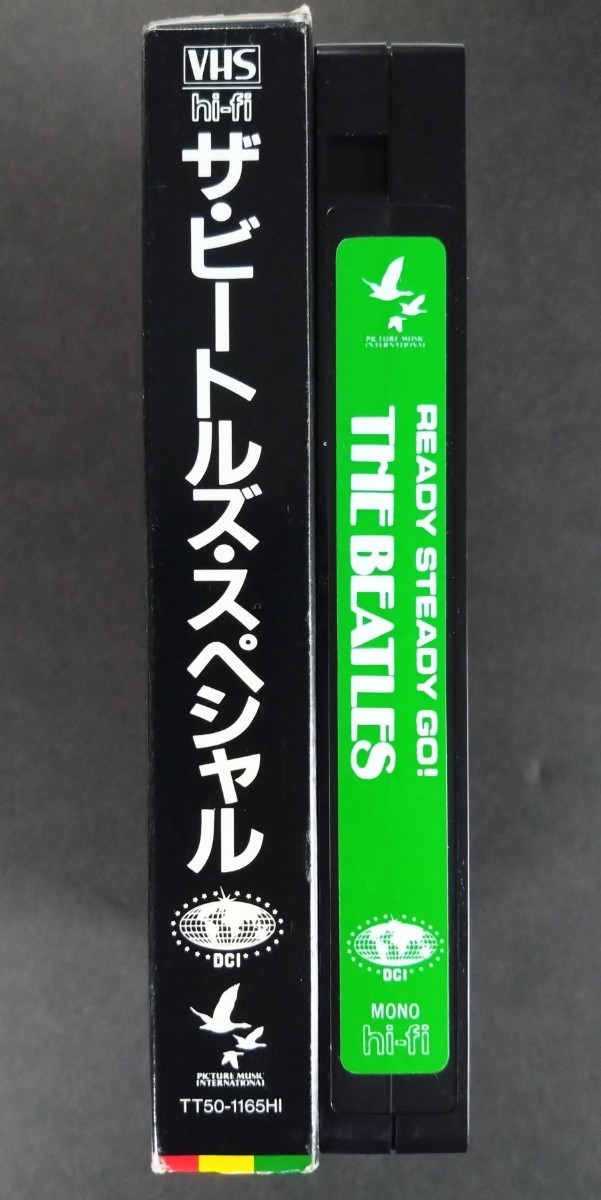 VHS
hi-fi
ザ・ビートルズ・スペシャル
DCI
PICTURE MUSIC
INTERNATIONAL
TT50-1165HI
PICTURE MUSIC
INTERNATIONAL
READY STEADY GO!
THE BEATLES
DCI
MONO
hi-fi